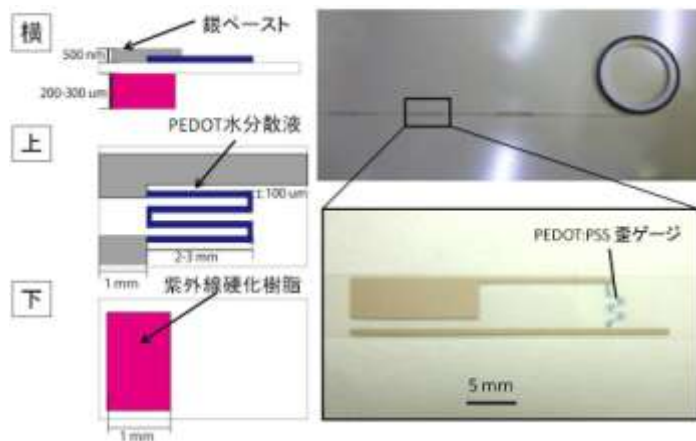 横
銀ペースト
500 nm
200-300 um
上
PEDOT水分散液
100 um
2-3 mm
1 mm
下
紫外線硬化樹脂
1 mm
PEDOT:PSS 歪ゲージ
5 mm